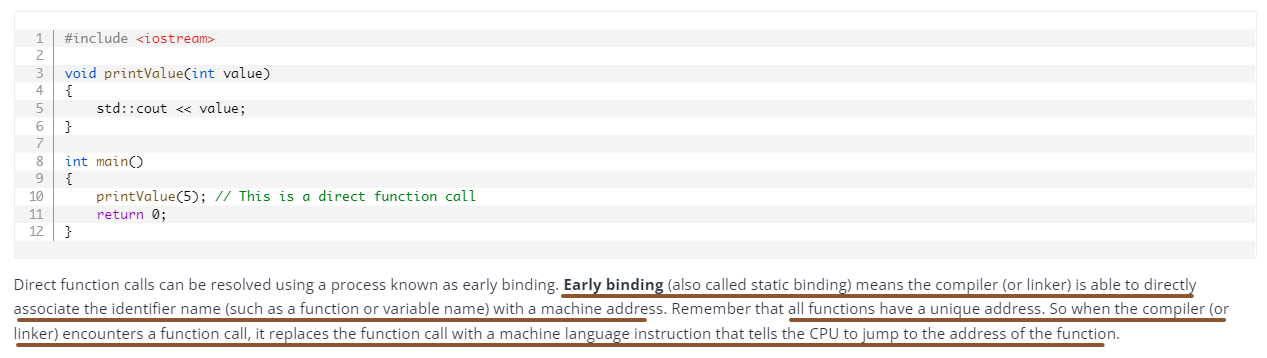 1 #include <iostream>
2
3 void printValue(int value)
4 {
5     std::cout << value;
6 }
7
8 int main()
9 {
10     printValue(5); // This is a direct function call
11     return 0;
12 }
Direct function calls can be resolved using a process known as early binding. Early binding (also called static binding) means the compiler (or linker) is able to directly
associate the identifier name (such as a function or variable name) with a machine address. Remember that all functions have a unique address. So when the compiler (or
linker) encounters a function call, it replaces the function call with a machine language instruction that tells the CPU to jump to the address of the function.